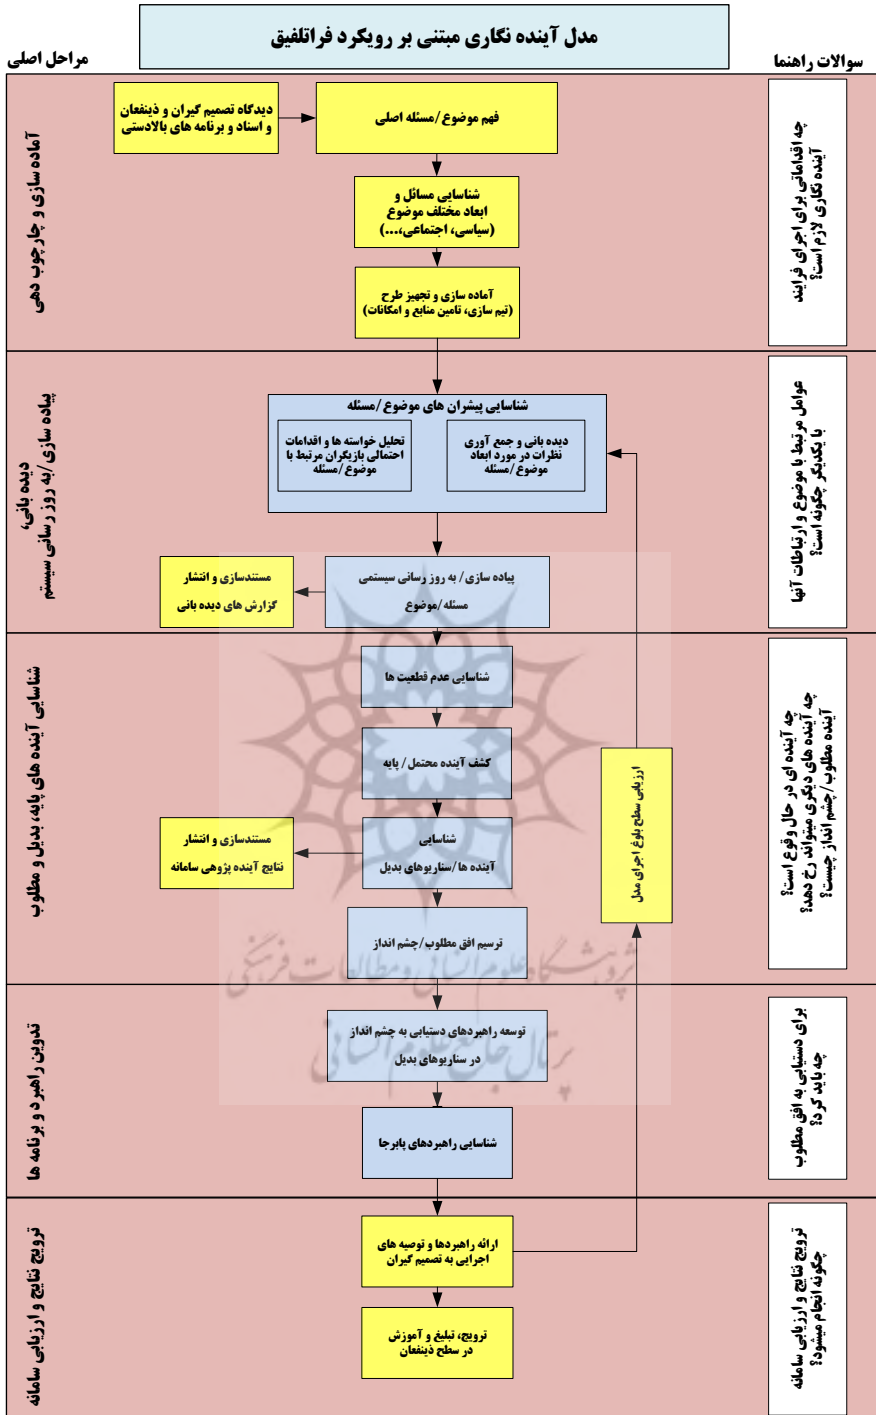 مدل آینده نگاری مبتنی بر رویکرد فراتلفیق
سوالات راهنما
مراحل اصلی
چه اقداماتی برای اجرای فرایند
آینده نگاری لازم است؟
فهم موضوع/مسئله اصلی
دیدگاه تصمیم گیران و ذینفعان
و اسناد و برنامه های بالادستی
شناسایی مسائل و
ابعاد مختلف موضوع
(سیاسی، اجتماعی،...)
آماده سازی و تجهیز طرح
(تیم سازی، تامین منابع و امکانات)
آماده سازی و چارچوب دهی
عوامل مرتبط با موضوع و ارتباطات آنها
با یکدیگر چگونه است؟
شناسایی پیشران های موضوع/مسئله
دیده بانی و جمع آوری
نظرات در مورد ابعاد
موضوع/مسئله
تحلیل خواسته ها و اقدامات
احتمالی بازیگران مرتبط با
موضوع/مسئله
پیاده سازی/ به روز رسانی سیستمی
مسئله/موضوع
مستندسازی و انتشار
گزارش های دیده بانی
پیاده سازی/به روز رسانی سیستم
دیده بانی،
چه آینده ای در حال وقوع است؟
چه آینده های دیگری میتواند رخ دهد؟
آینده مطلوب/چشم انداز چیست؟
شناسایی عدم قطعیت ها
کشف آینده محتمل/ پایه
شناسایی
آینده ها/سناریوهای بدیل
مستندسازی و انتشار
نتایج آینده پژوهی سامانه
ترسیم افق مطلوب/چشم انداز
ارزیابی سطح بلوغ اجرای مدل
شناسایی آینده های پایه، بدیل و مطلوب
پژوهشگاه علوم انسانی و مطالعات فرهنگی
پرتال جامع علوم انسانی
برای دستیابی به افق مطلوب
چه باید کرد؟
توسعه راهبردهای دستیابی به چشم انداز
در سناریوهای بدیل
شناسایی راهبردهای پابرجا
تدوین راهبرد و برنامه ها
ترویج نتایج و ارزیابی سامانه
چگونه انجام میشود؟
ارائه راهبردها و توصیه های
اجرایی به تصمیم گیران
ترویج، تبلیغ و آموزش
در سطح ذینفعان
ترویج نتایج و ارزیابی سامانه